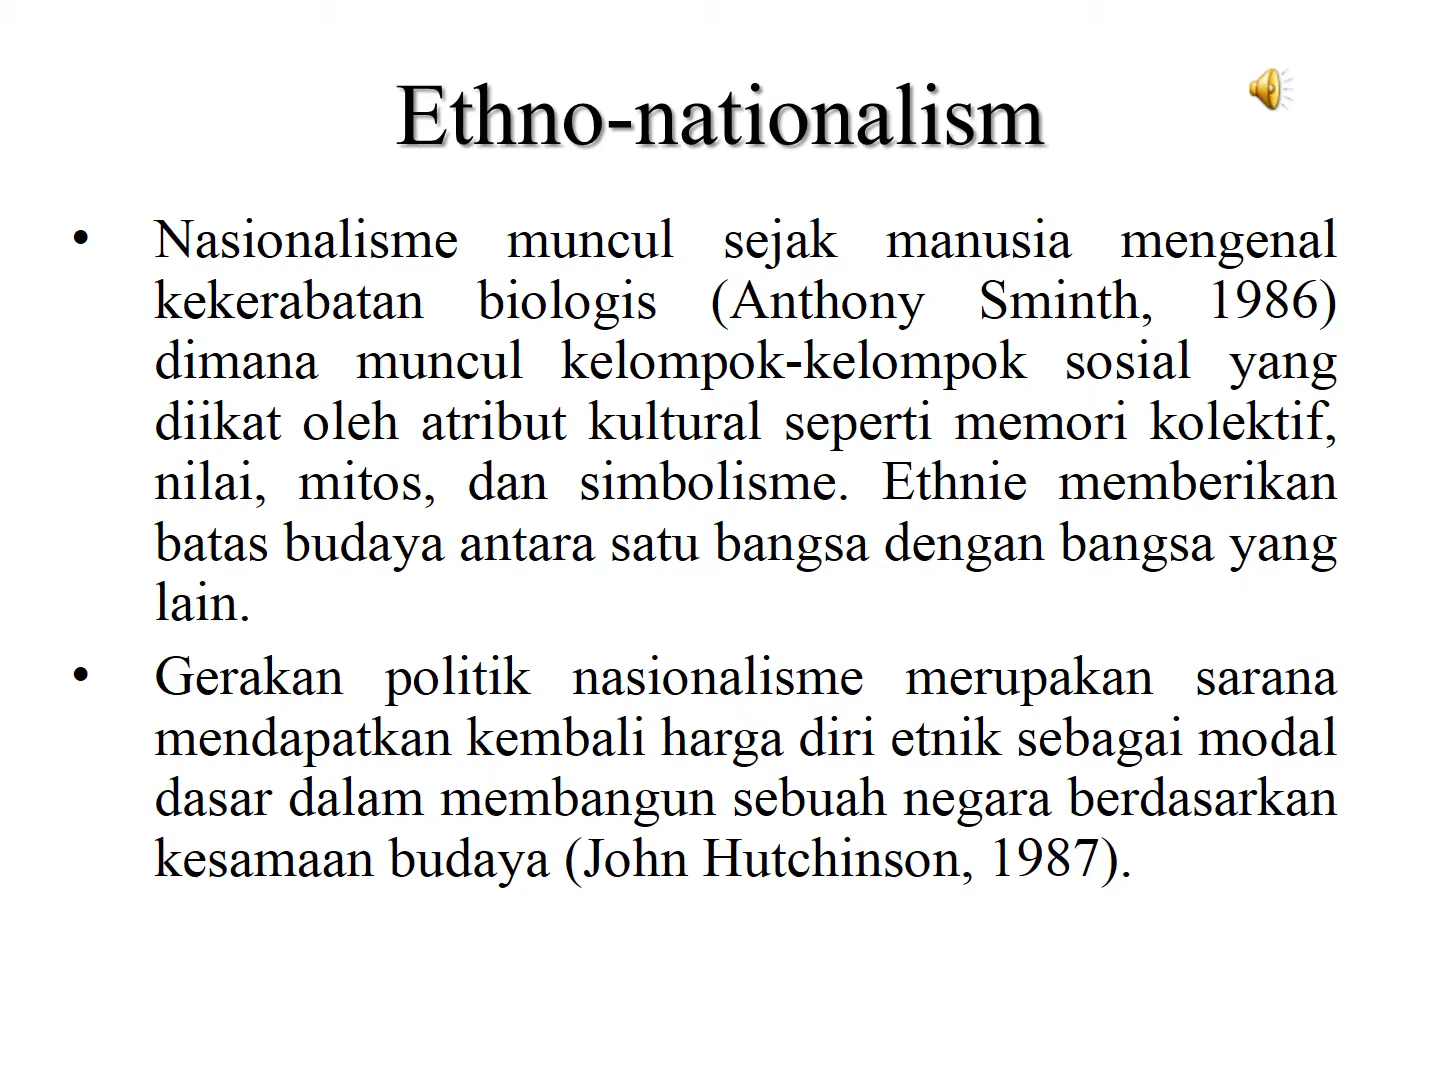 Ethno-nationalism
• Nasionalisme muncul sejak manusia mengenal
kekerabatan biologis (Anthony Sminth, 1986)
dimana muncul kelompok-kelompok sosial yang
diikat oleh atribut kultural seperti memori kolektif,
nilai, mitos, dan simbolisme. Ethnie memberikan
batas budaya antara satu bangsa dengan bangsa yang
lain.
• Gerakan politik nasionalisme merupakan sarana
mendapatkan kembali harga diri etnik sebagai modal
dasar dalam membangun sebuah negara berdasarkan
kesamaan budaya (John Hutchinson, 1987).